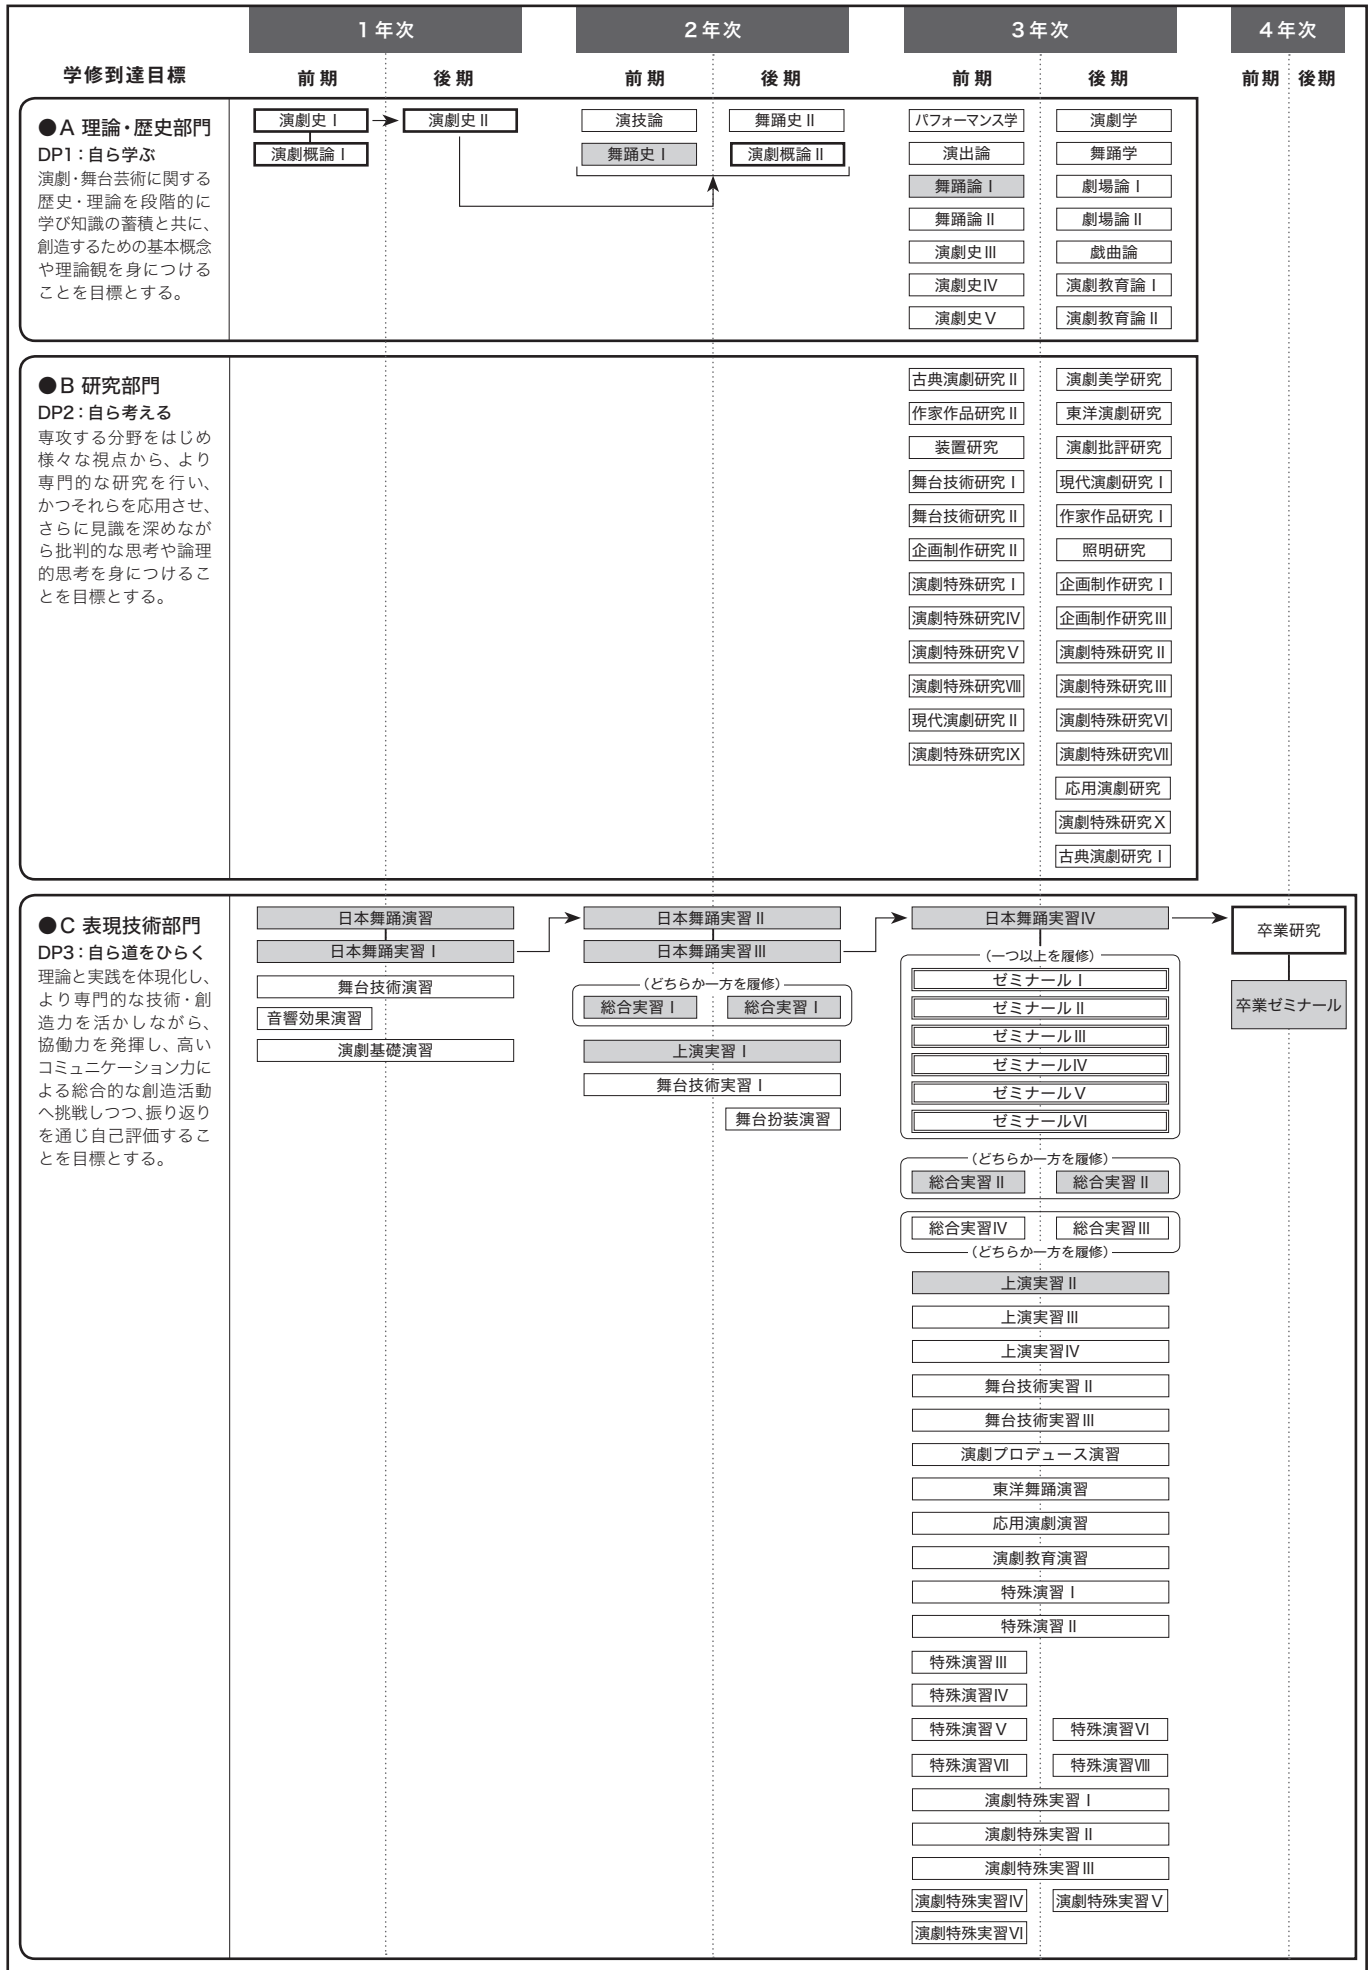 1年次 2年次 3年次 4年次
学修到達目標 前期 後期 前期 後期 前期 後期 前期 後期
●A 理論・歴史部門
DP1：自ら学ぶ
演劇・舞台芸術に関する
歴史・理論を段階的に
学び知識の蓄積と共に、
創造するための基本概念
や理論観を身につける
ことを目標とする。
演劇史Ⅰ 演劇史Ⅱ 演技論 舞踊史Ⅱ パフォーマンス学 演劇学
演劇概論Ⅰ 舞踊史Ⅰ 演劇概論Ⅱ 演出論 舞踊学
舞踊論Ⅰ 劇場論Ⅰ
舞踊論Ⅱ 劇場論Ⅱ
演劇史Ⅲ 戯曲論
演劇史Ⅳ 演劇教育論Ⅰ
演劇史Ⅴ 演劇教育論Ⅱ
●B 研究部門
DP2：自ら考える
専攻する分野をはじめ
様々な視点から、より
専門的な研究を行い、
かつそれらを応用させ、
さらに見識を深めなが
ら批判的な思考や論理
的思考を身につけるこ
とを目標とする。
古典演劇研究Ⅱ 演劇美学研究
作家作品研究Ⅱ 東洋演劇研究
装置研究 演劇批評研究
舞台技術研究Ⅰ 現代演劇研究Ⅰ
舞台技術研究Ⅱ 作家作品研究Ⅰ
企画制作研究Ⅱ 照明研究
演劇特殊研究Ⅰ 企画制作研究Ⅰ
演劇特殊研究Ⅳ 企画制作研究Ⅲ
演劇特殊研究Ⅴ 演劇特殊研究Ⅱ
演劇特殊研究Ⅷ 演劇特殊研究Ⅲ
現代演劇研究Ⅱ 演劇特殊研究Ⅵ
演劇特殊研究Ⅸ 演劇特殊研究Ⅶ
応用演劇研究
演劇特殊研究Ⅹ
古典演劇研究Ⅰ
●C 表現技術部門
DP3：自ら道をひらく
理論と実践を体現化し、
より専門的な技術・創
造力を活かしながら、
協働力を発揮し、高い
コミュニケーション力に
よる総合的な創造活動
へ挑戦しつつ、振り返り
を通じ自己評価するこ
とを目標とする。
日本舞踊演習 日本舞踊実習Ⅱ 日本舞踊実習Ⅳ 卒業研究
日本舞踊実習Ⅰ 日本舞踊実習Ⅲ
舞台技術演習
音響効果演習
演劇基礎演習
（どちらか一方を履修）
総合実習Ⅰ 総合実習Ⅰ
上演実習Ⅰ
舞台技術実習Ⅰ
舞台扮装演習
（一つ以上を履修）
ゼミナールⅠ
ゼミナールⅡ
ゼミナールⅢ
ゼミナールⅣ
ゼミナールⅤ
ゼミナールⅥ
卒業ゼミナール
（どちらか一方を履修）
総合実習Ⅱ 総合実習Ⅱ
総合実習Ⅳ 総合実習Ⅲ
（どちらか一方を履修）
上演実習Ⅱ
上演実習Ⅲ
上演実習Ⅳ
舞台技術実習Ⅱ
舞台技術実習Ⅲ
演劇プロデュース演習
東洋舞踊演習
応用演劇演習
演劇教育演習
特殊演習Ⅰ
特殊演習Ⅱ
特殊演習Ⅲ
特殊演習Ⅳ
特殊演習Ⅴ 特殊演習Ⅵ
特殊演習Ⅶ 特殊演習Ⅷ
演劇特殊実習Ⅰ
演劇特殊実習Ⅱ
演劇特殊実習Ⅲ
演劇特殊実習Ⅳ 演劇特殊実習Ⅴ
演劇特殊実習Ⅵ